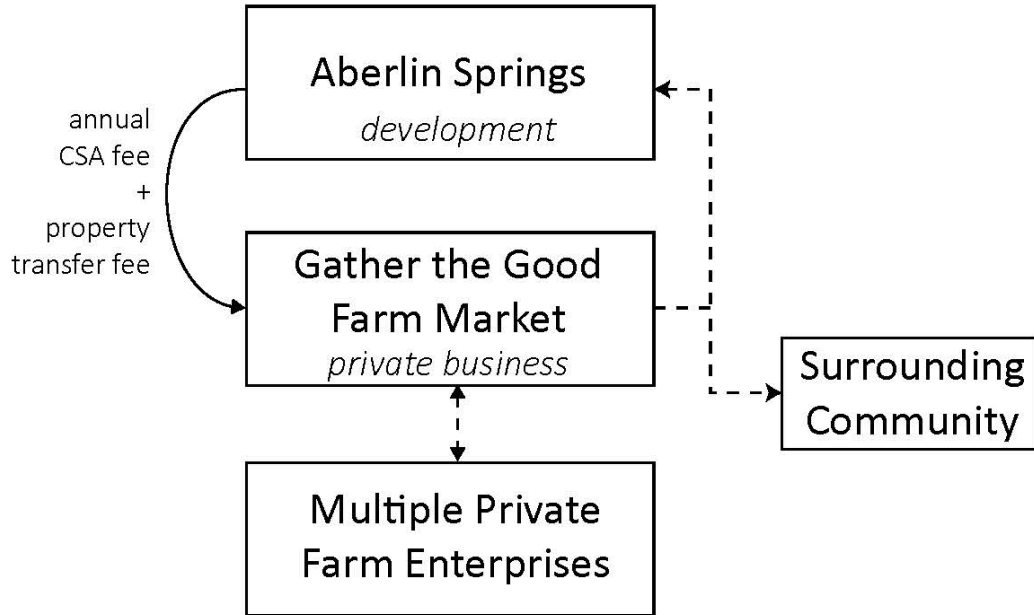 Aberlin Springs
development
annual
CSA fee
+
property
transfer fee
Gather the Good
Farm Market
private business
Surrounding
Community
Multiple Private
Farm Enterprises